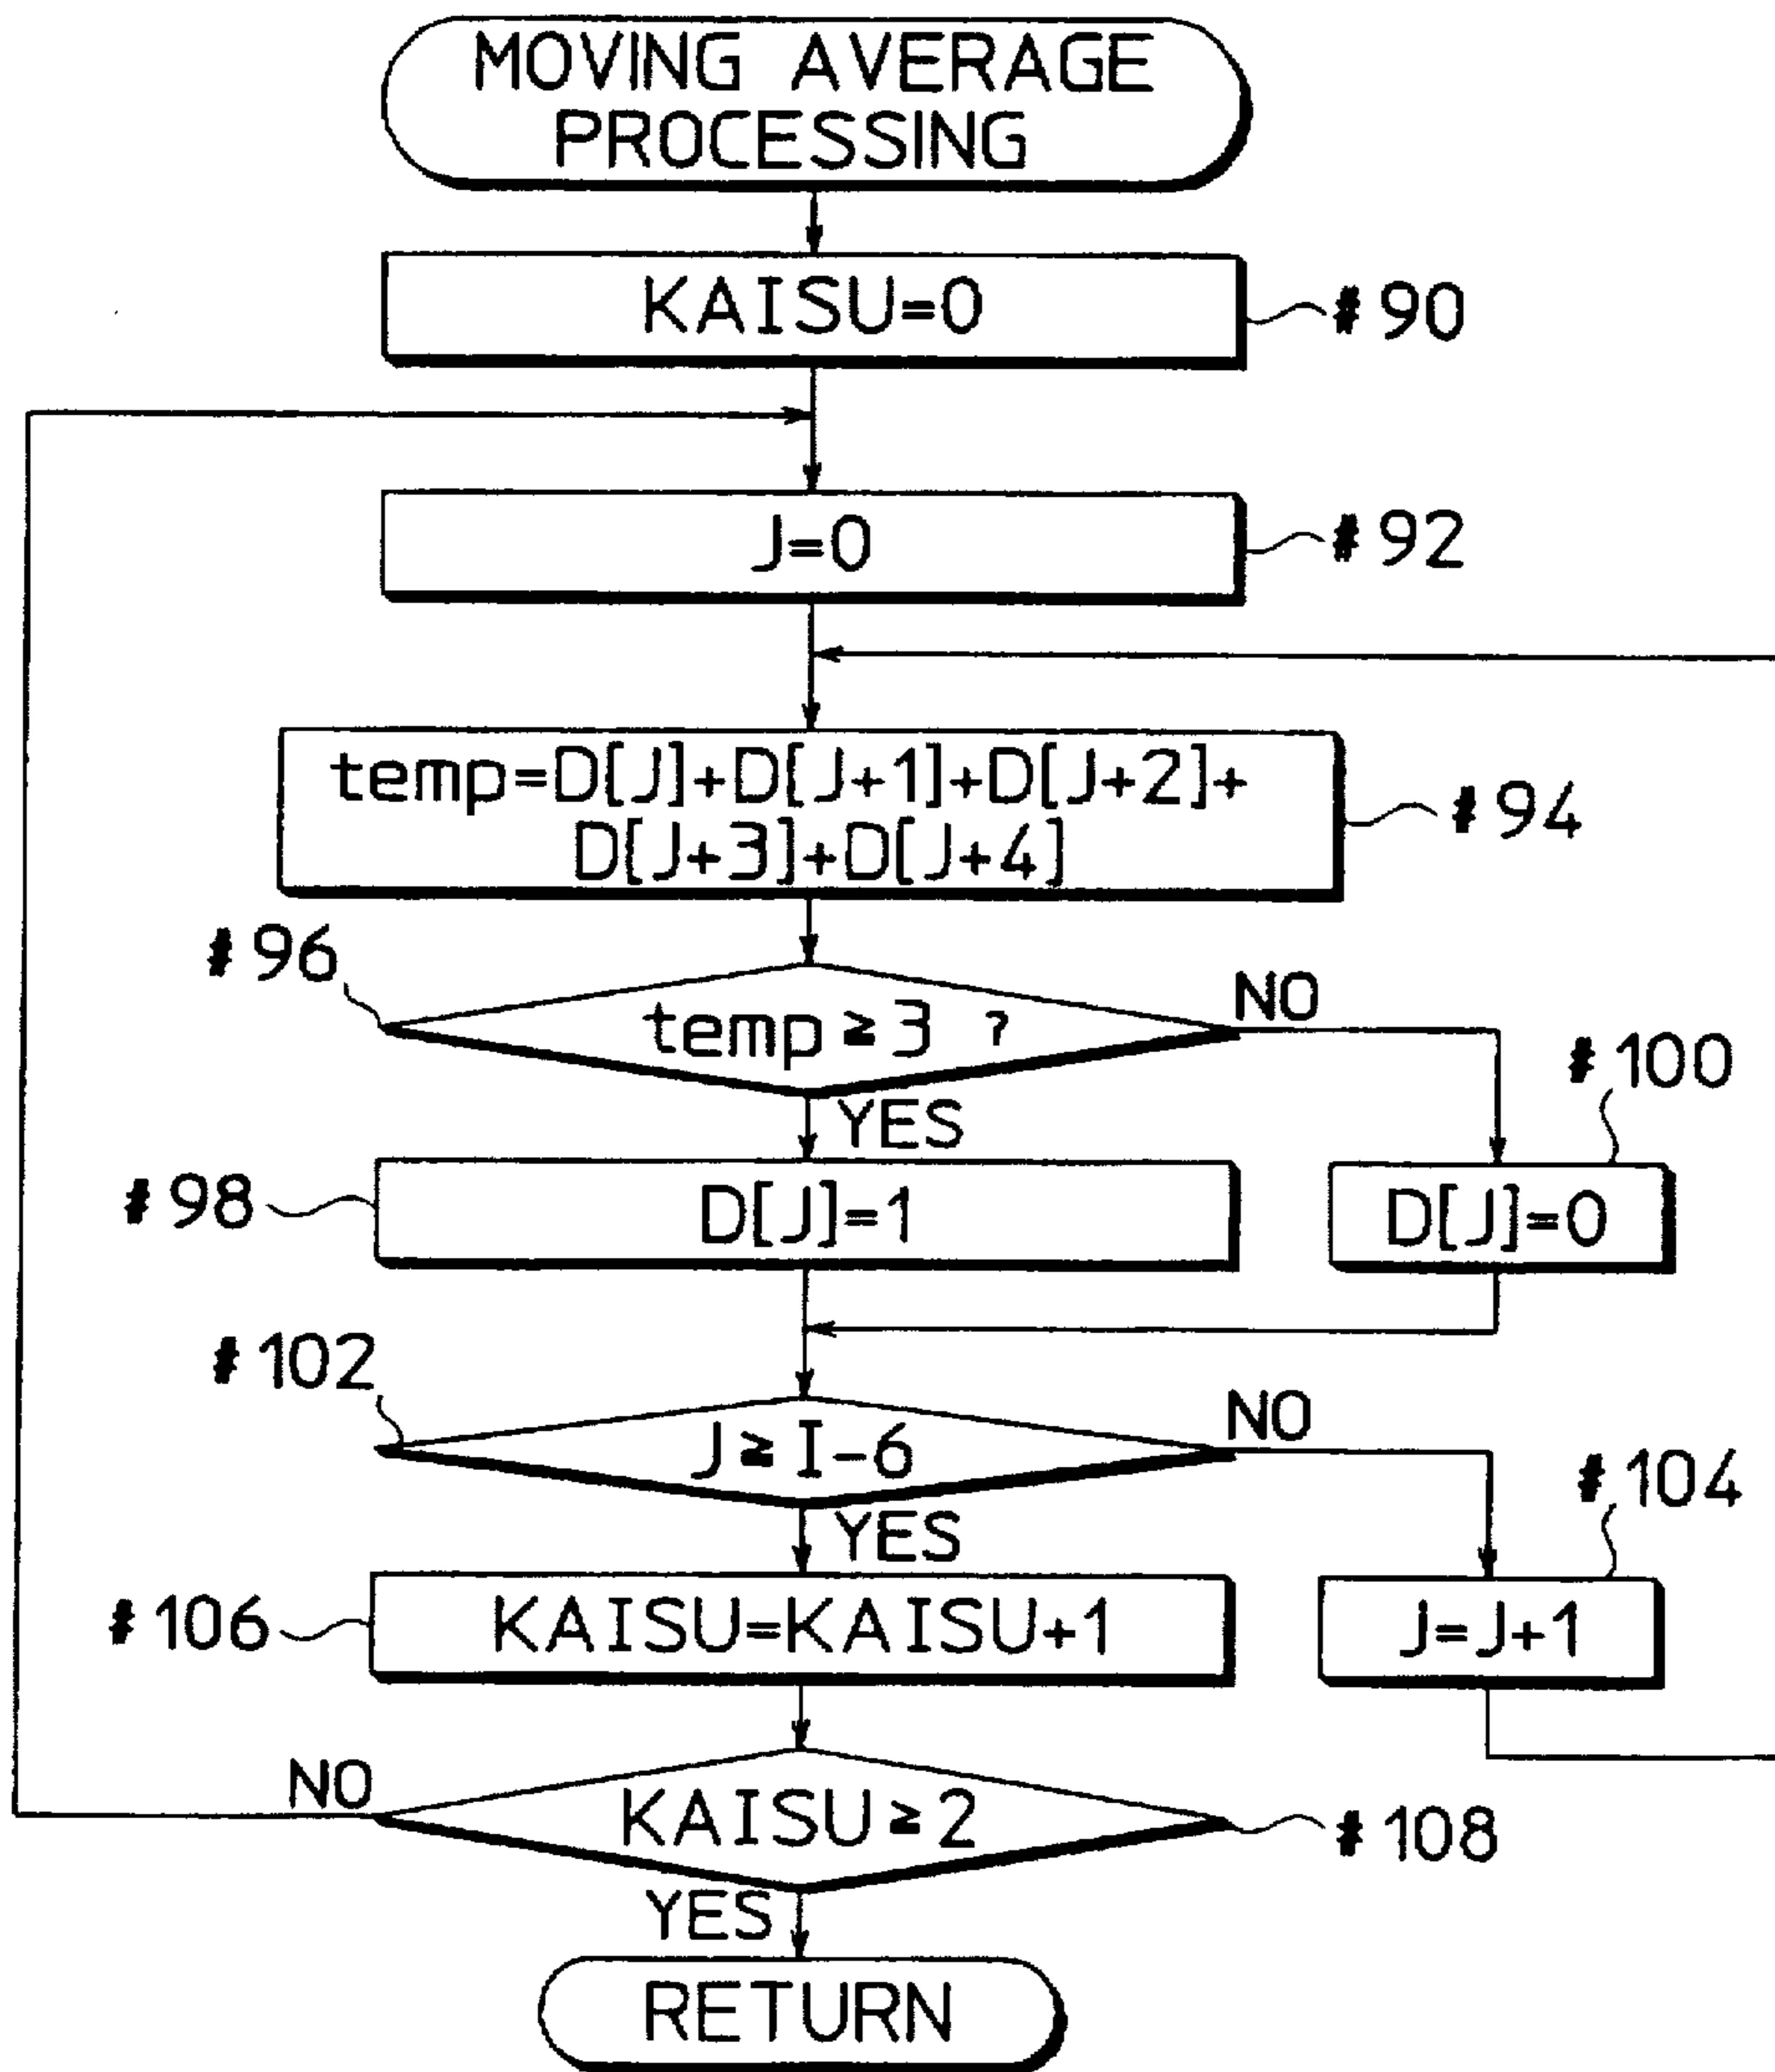 MOVING AVERAGE
PROCESSING
KAISU=0
#90
J=0
#92
temp=D[J]+D[J+1]+D[J+2]+
D[J+3]+D[J+4]
#94
#96
temp≥3 ?
NO
YES
#100
#98
D[J]=1
D[J]=0
#102
J≥I-6
NO
YES
#104
#106
KAISU=KAISU+1
J=J+1
NO
KAISU≥2
#108
YES
RETURN